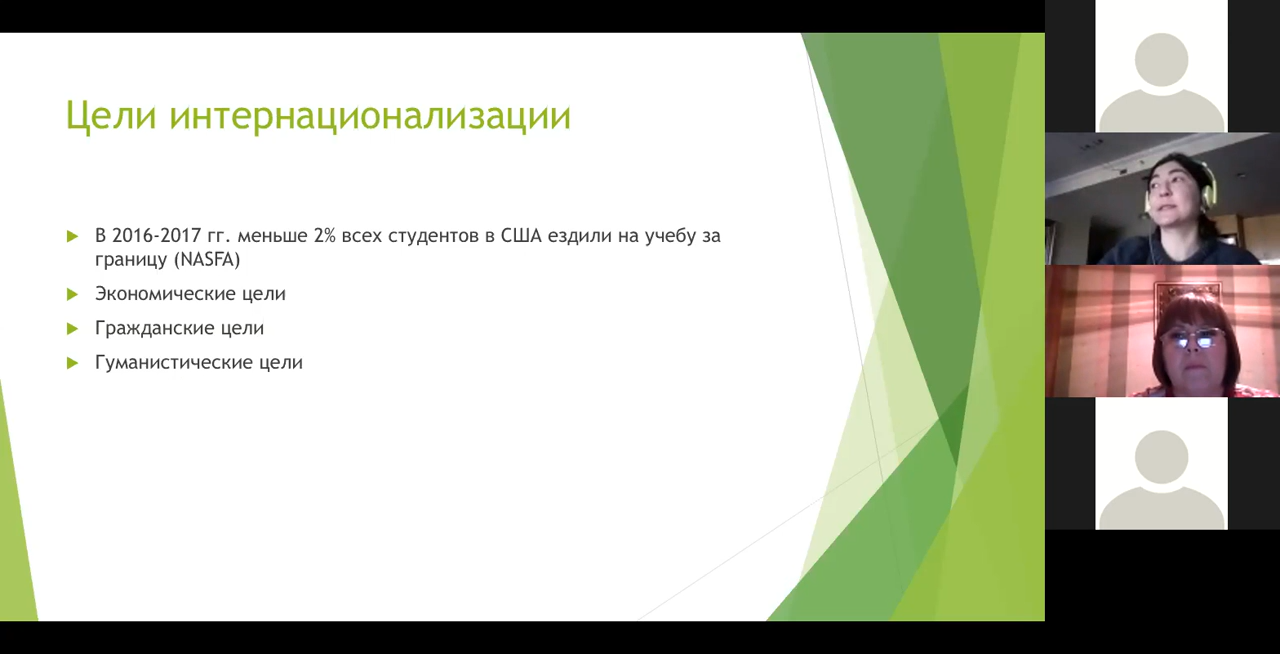 Цели интернационализации
В 2016-2017 гг. меньше 2% всех студентов в США ездили на учебу за
границу (NASFA)
Экономические цели
Гражданские цели
Гуманистические цели